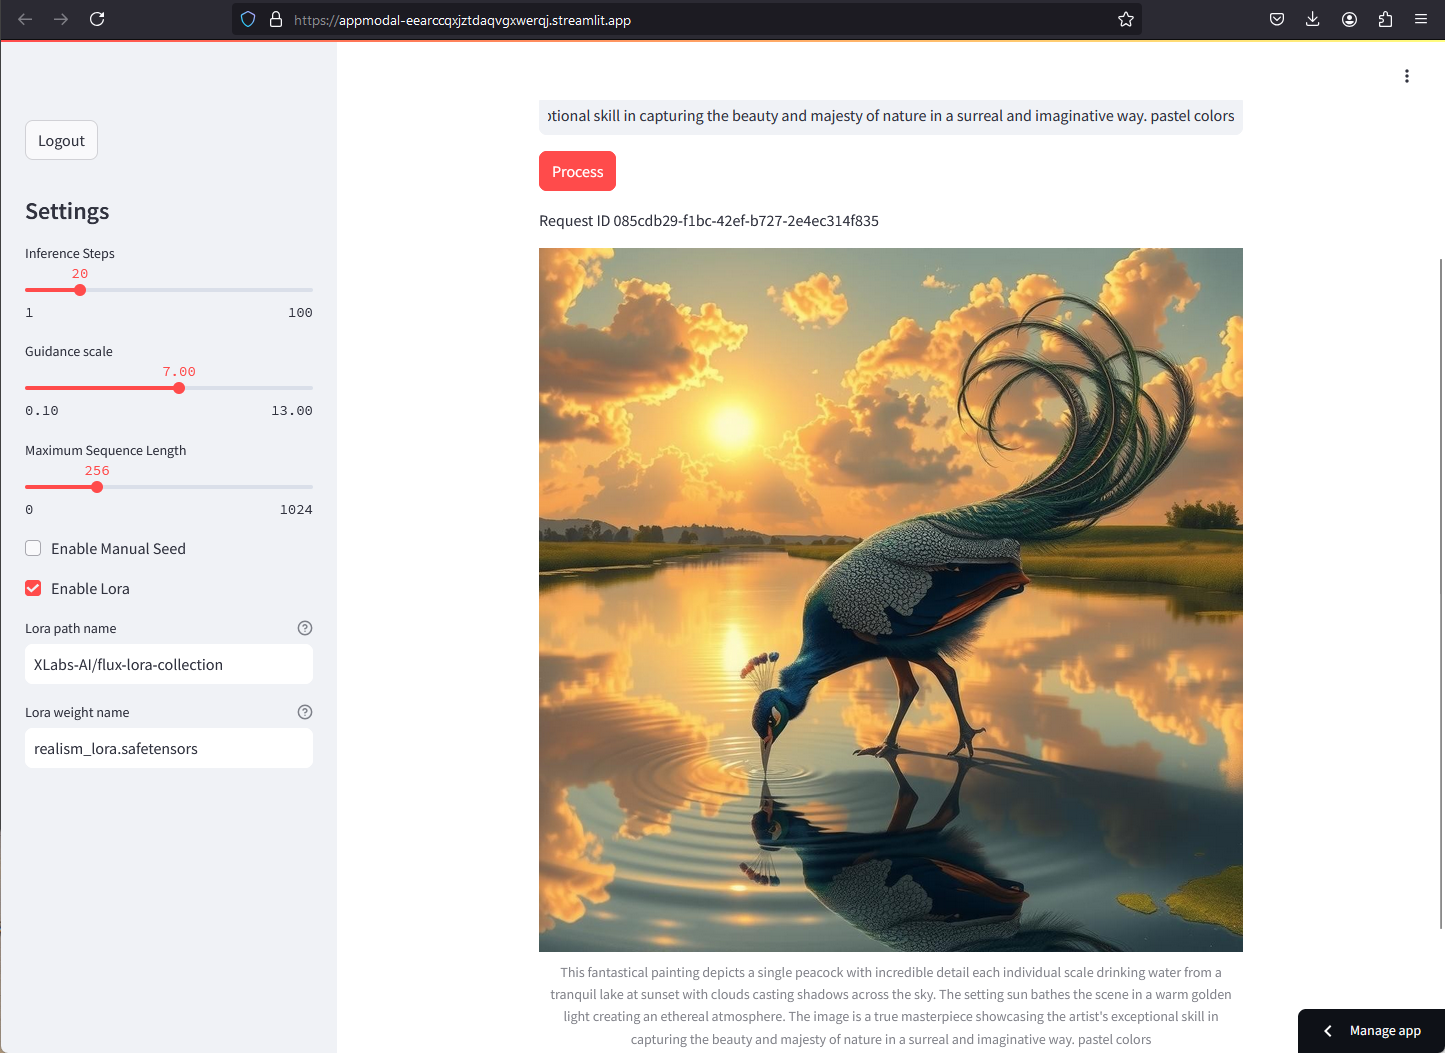 https://appmodal-eearccqxjztdaqvgxwerqj.streamlit.app
Logout
Settings
Inference Steps
20
1 100
Guidance scale
7.00
0.10 13.00
Maximum Sequence Length
256
0 1024
Enable Manual Seed
Enable Lora
Lora path name
XLabs-AI/flux-lora-collection
Lora weight name
realism_lora.safetensors
otional skill in capturing the beauty and majesty of nature in a surreal and imaginative way. pastel colors
Process
Request ID 085cdb29-f1bc-42ef-b727-2e4ec314f835
This fantastical painting depicts a single peacock with incredible detail each individual scale drinking water from a
tranquil lake at sunset with clouds casting shadows across the sky. The setting sun bathes the scene in a warm golden
light creating an ethereal atmosphere. The image is a true masterpiece showcasing the artist's exceptional skill in
capturing the beauty and majesty of nature in a surreal and imaginative way. pastel colors
Manage app